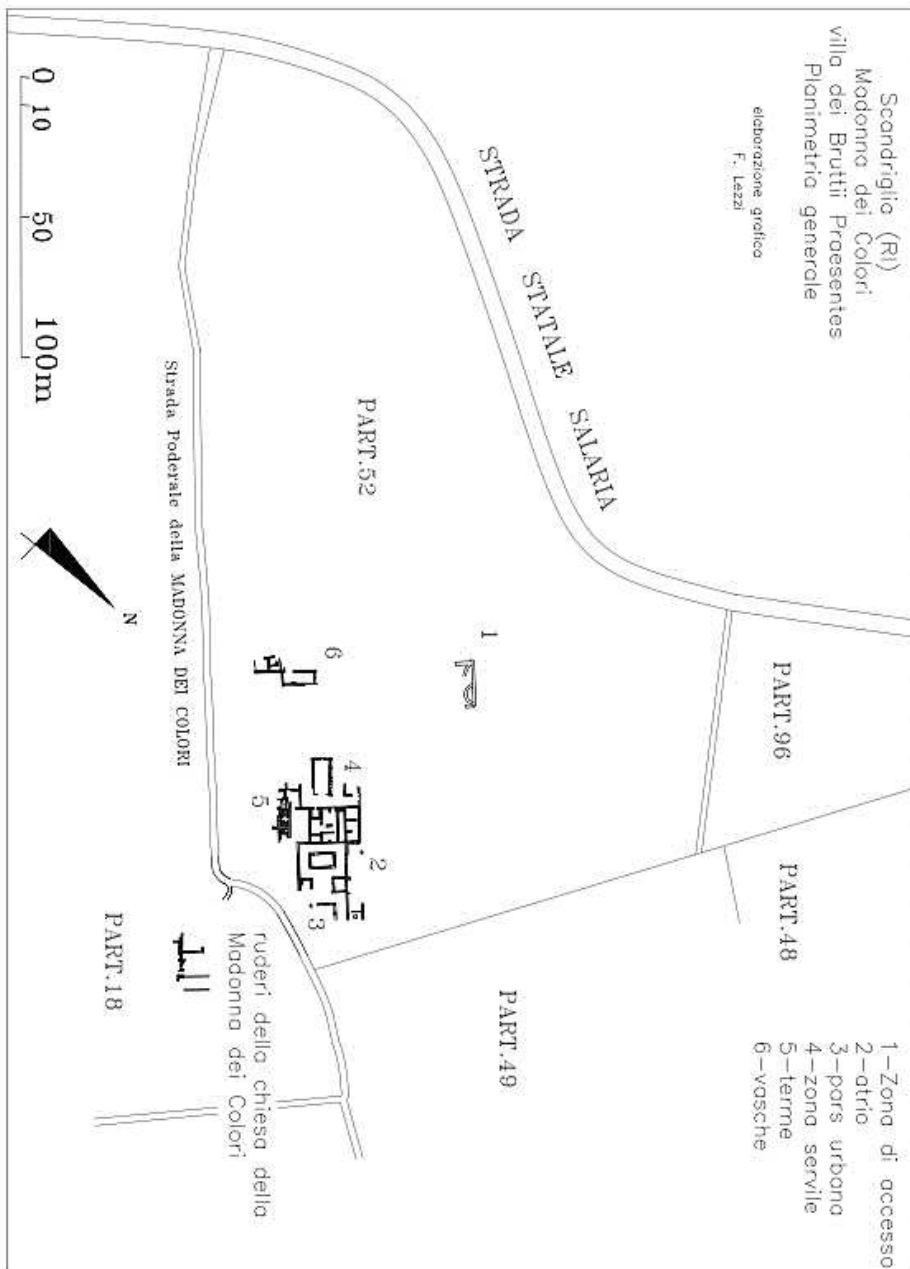 Scandriglia (RI)
Madonna dei Colori
villa dei Bruttii Praesentes
Planimetria generale
elaborazione grafica
F. Lezzi
STRADA STATALE SALARIA
PART.52
PART.96
PART.48
PART.49
PART.18
1
2
3
4
5
6
Strada Poderale della MADONNA DEI COLORI
N
ruderi della chiesa della
Madonna dei Colori
0 10 50 100m
1-Zona di accesso
2-atrio
3-pars urbana
4-zona servile
5-terme
6-vasche